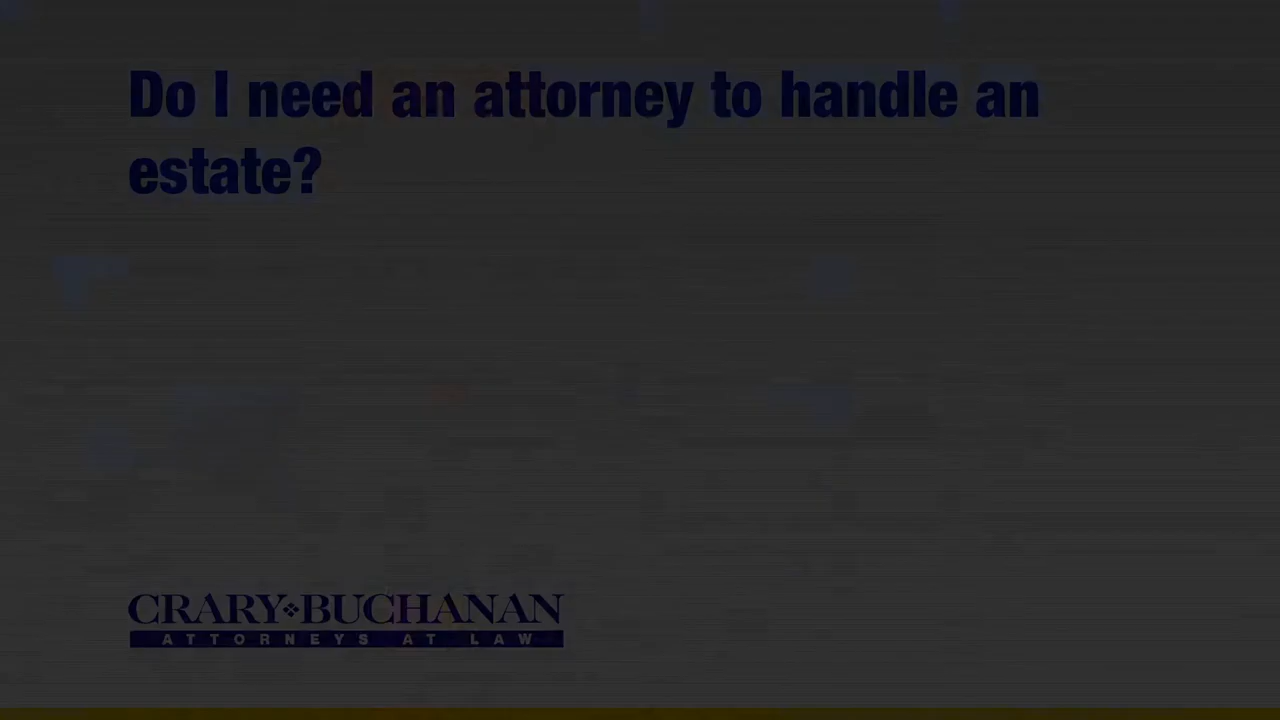 Do I need an attorney to handle an
estate?
CRARY BUCHANAN
ATTORNEYS AT LAW